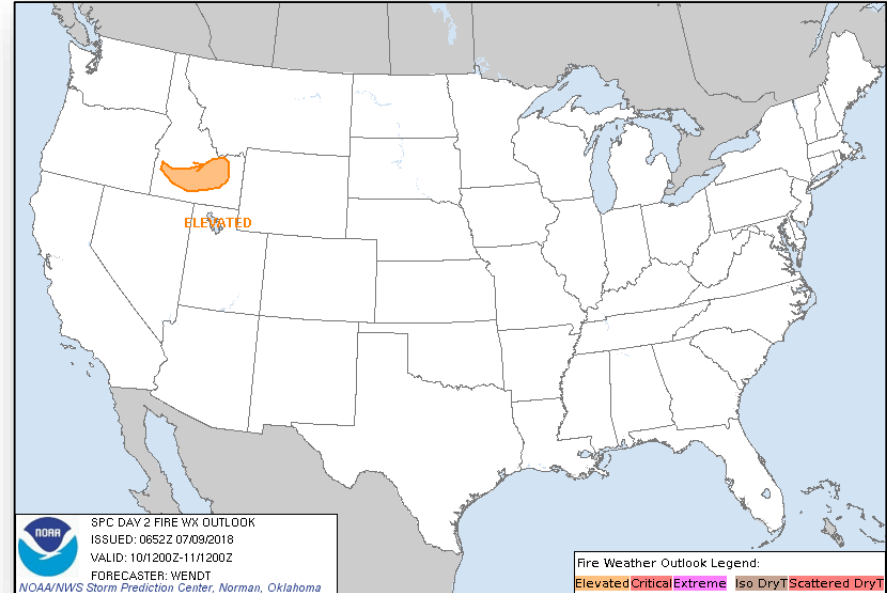 ELEVATED
NOAA
SPC DAY 2 FIRE WX OUTLOOK
ISSUED: 0652Z 07/09/2018
VALID: 10/1200Z-11/1200Z
FORECASTER: WENDT
NOAA/NWS Storm Prediction Center, Norman, Oklahoma
Fire Weather Outlook Legend:
Elevated Critical Extreme Iso DryT Scattered DryT